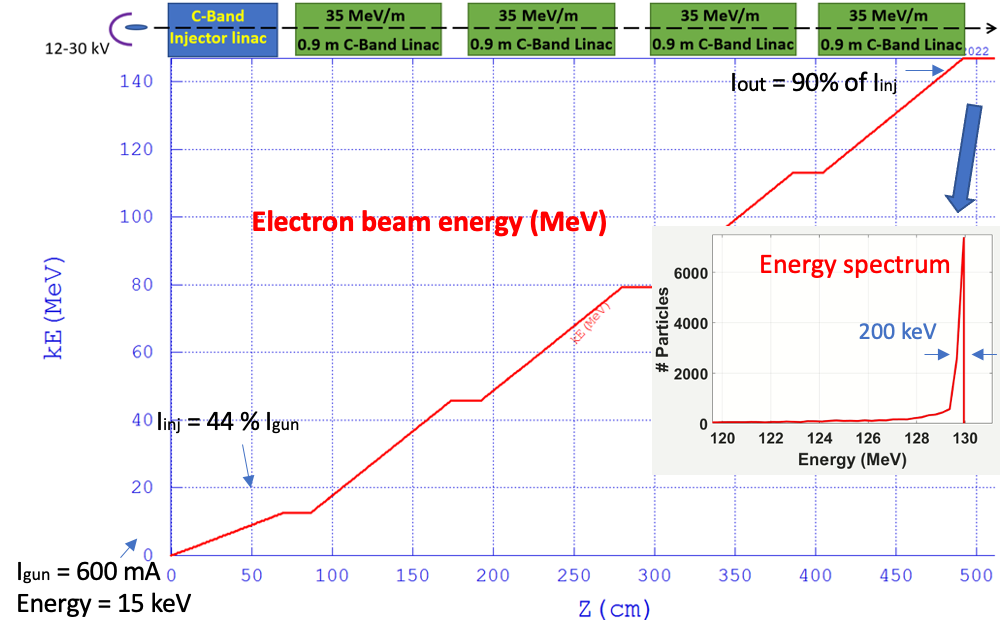 12-30 kV
C-Band
Injector linac
35 MeV/m
0.9 m C-Band Linac
35 MeV/m
0.9 m C-Band Linac
35 MeV/m
0.9 m C-Band Linac
35 MeV/m
0.9 m C-Band Linac
2022
Iout = 90% of Iinj
Electron beam energy (MeV)
kE (MeV)
140
120
100
80
60
40
20
0
kE (MeV)
Iinj = 44 % Igun
Igun = 600 mA
Energy = 15 keV
0 50 100 150 200 250 300 350 400 450 500
Z (cm)
Energy spectrum
200 keV
# Particles
6000
4000
2000
0
120 122 124 126 128 130
Energy (MeV)